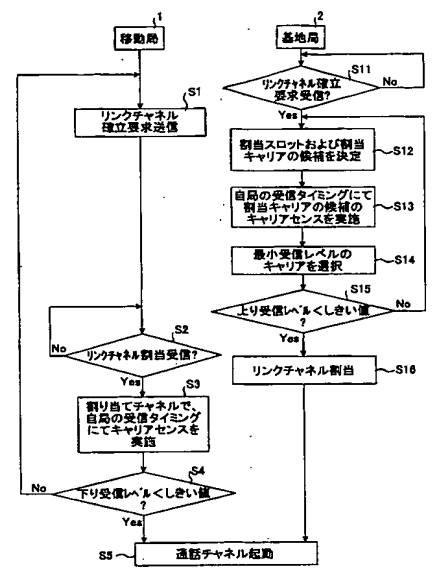 1
移動局
S1
リンクチャネル
確立要求送信
S2
No
リンクチャネル割当受信?
Yes
S3
割り当てチャネルで、
自局の受信タイミング
にてキャリアセンスを
実施
S4
No
下り受信レベル<しきい値
?
Yes
S5
通話チャネル起動
2
基地局
S11
リンクチャネル確立
要求受信?
No
Yes
割当スロットおよび割当
キャリアの候補を決定
S12
自局の受信タイミングにて
割当キャリアの候補の
キャリアセンスを実施
S13
最小受信レベルの
キャリアを選択
S14
S15
上り受信レベル<しきい値
?
No
Yes
リンクチャネル割当
S16